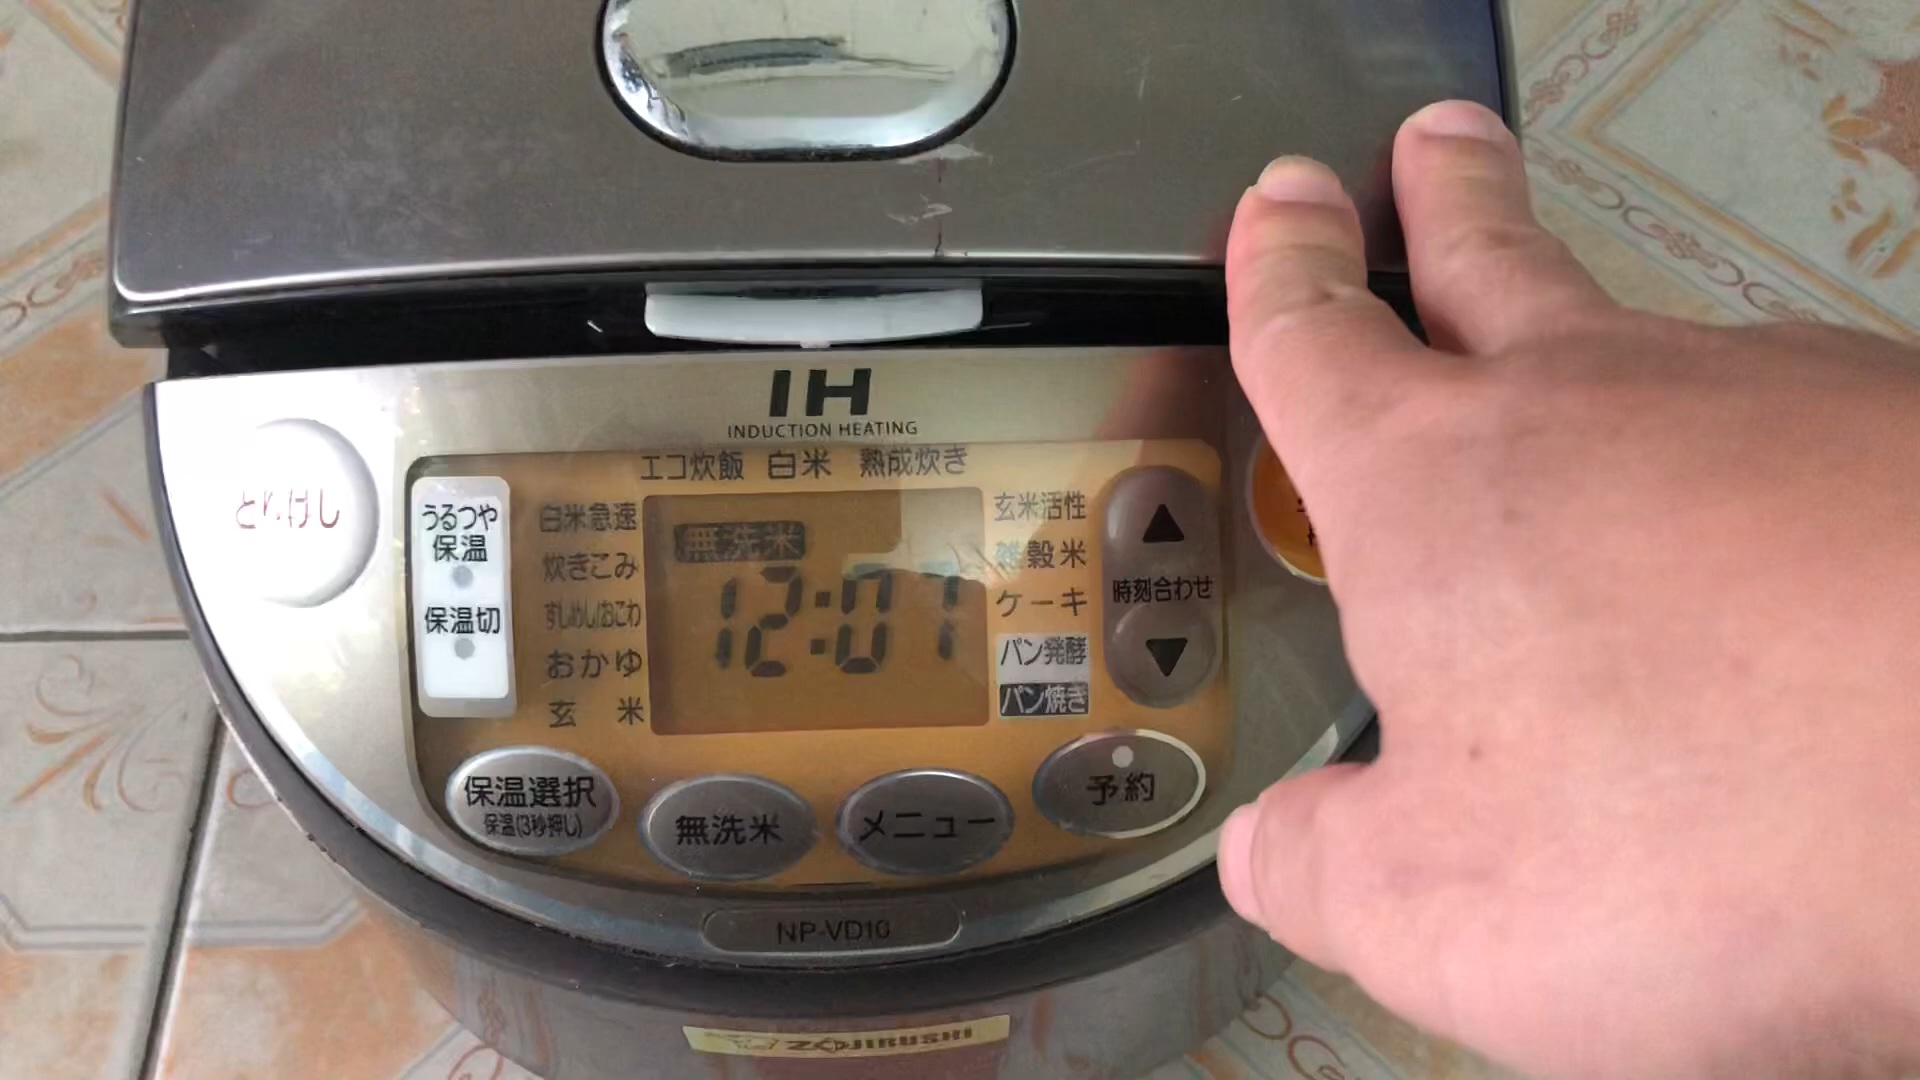 IH
INDUCTION HEATING
エコ炊飯 白米 熟成炊き
とりけし
うるつや
保温
保温切
白米急速
炊きこみ
すしめし/おこわ
おかゆ
玄米
無洗米
12:07
玄米活性
雑穀米
ケーキ
パン発酵
パン焼き
時刻合わせ
保温選択
保温(3秒押し)
無洗米
メニュー
予約
NP-VD10
ZOJIRUSHI